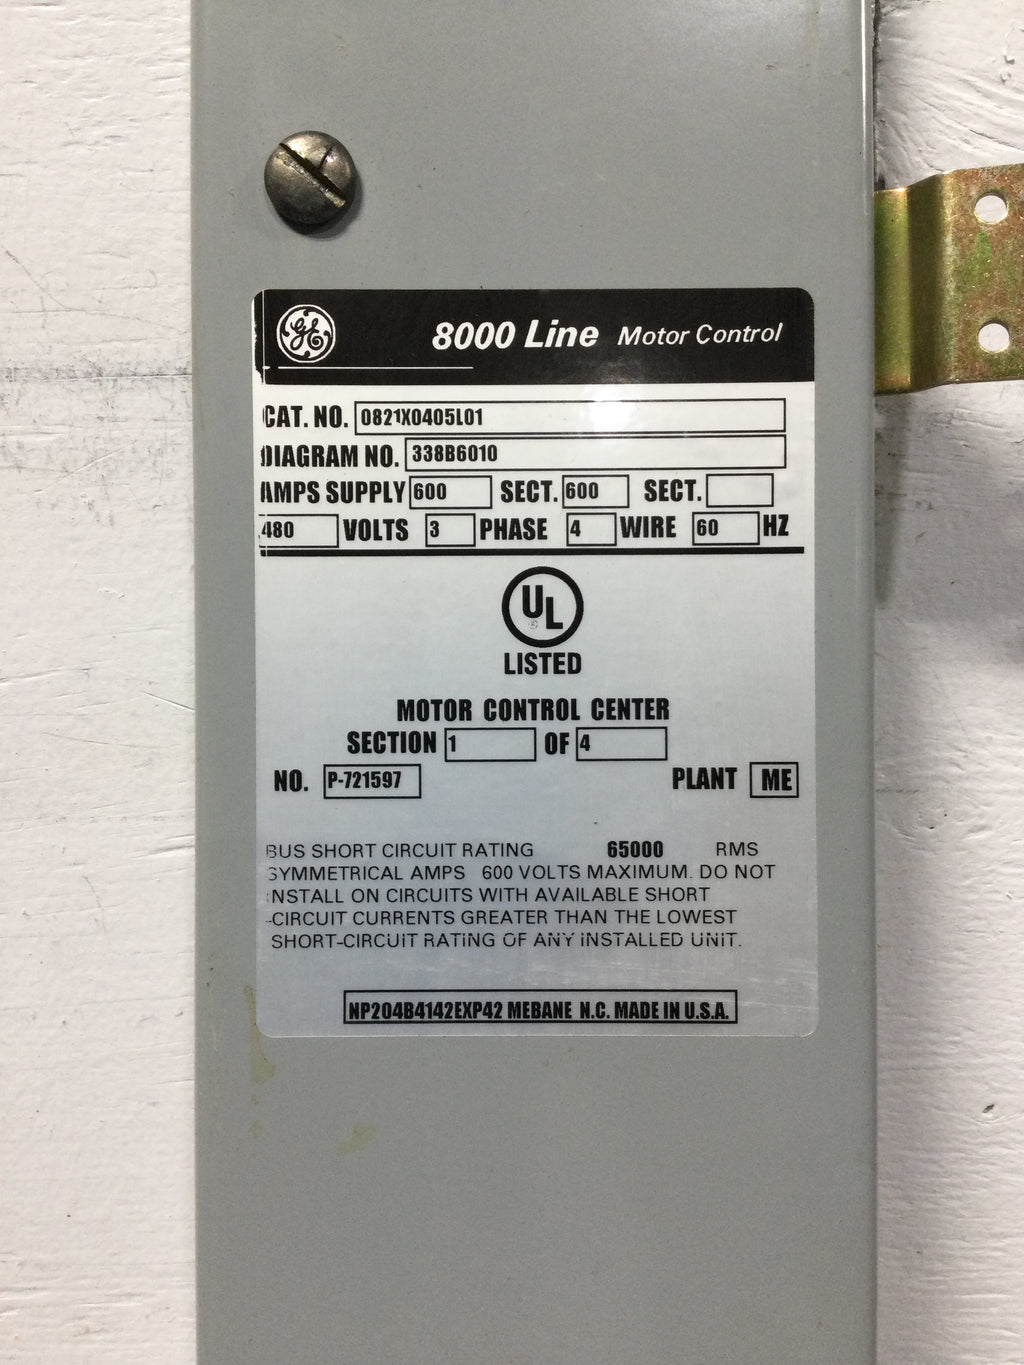 GE
8000 Line Motor Control
CAT. NO. 0821X0405L01
DIAGRAM NO. 338B6010
AMPS SUPPLY 600 SECT. 600 SECT.
480 VOLTS 3 PHASE 4 WIRE 60 HZ
UL
LISTED
MOTOR CONTROL CENTER
SECTION 1 OF 4
NO. P-721597 PLANT ME
BUS SHORT CIRCUIT RATING 65000 RMS
SYMMETRICAL AMPS 600 VOLTS MAXIMUM. DO NOT
INSTALL ON CIRCUITS WITH AVAILABLE SHORT
-CIRCUIT CURRENTS GREATER THAN THE LOWEST
SHORT-CIRCUIT RATING OF ANY INSTALLED UNIT.
NP204B4142EXP42 MEBANE N.C. MADE IN U.S.A.